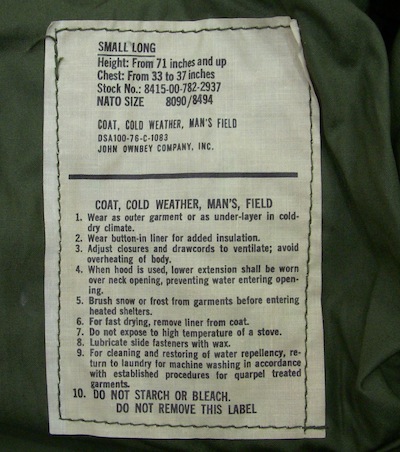 SMALL LONG
Height: From 71 inches and up
Chest: From 33 to 37 inches
Stock No.: 8415-00-782-2937
NATO SIZE 8090/8494
COAT, COLD WEATHER, MAN'S FIELD
DSA100-76-C-1083
JOHN OWNBEY COMPANY, INC.
COAT, COLD WEATHER, MAN'S, FIELD
1. Wear as outer garment or as under-layer in cold-
dry climate.
2. Wear button-in liner for added insulation.
3. Adjust closures and drawcords to ventilate; avoid
overheating of body.
4. When hood is used, lower extension shall be worn
over neck opening, preventing water entering open-
ing.
5. Brush snow or frost from garments before entering
heated shelters.
6. For fast drying, remove liner from coat.
7. Do not expose to high temperature of a stove.
8. Lubricate slide fasteners with wax.
9. For cleaning and restoring of water repellency, re-
turn to laundry for machine washing in accordance
with established procedures for quarpel treated
garments.
10. DO NOT STARCH OR BLEACH.
DO NOT REMOVE THIS LABEL